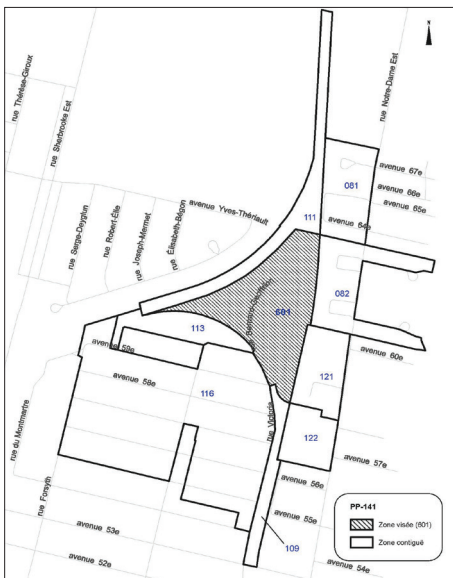 N
rue Thérèse-Giroux
rue Sherbrooke Est
rue Notre-Dame Est
avenue 67e
081
avenue 66e
avenue 65e
avenue 64e
rue Serge-Deyglun
rue Robert-Élie
rue Joseph-Mermet
rue Élisabeth-Bégon
avenue Yves-Thériault
111
082
601
113
avenue 60e
avenue 59e
121
avenue 58e
116
rue Victoria
122
rue du Montmartre
avenue 57e
rue Forsyth
avenue 56e
avenue 55e
avenue 53e
109
avenue 54e
avenue 52e
PP-141
Zone visée (601)
Zone contiguë